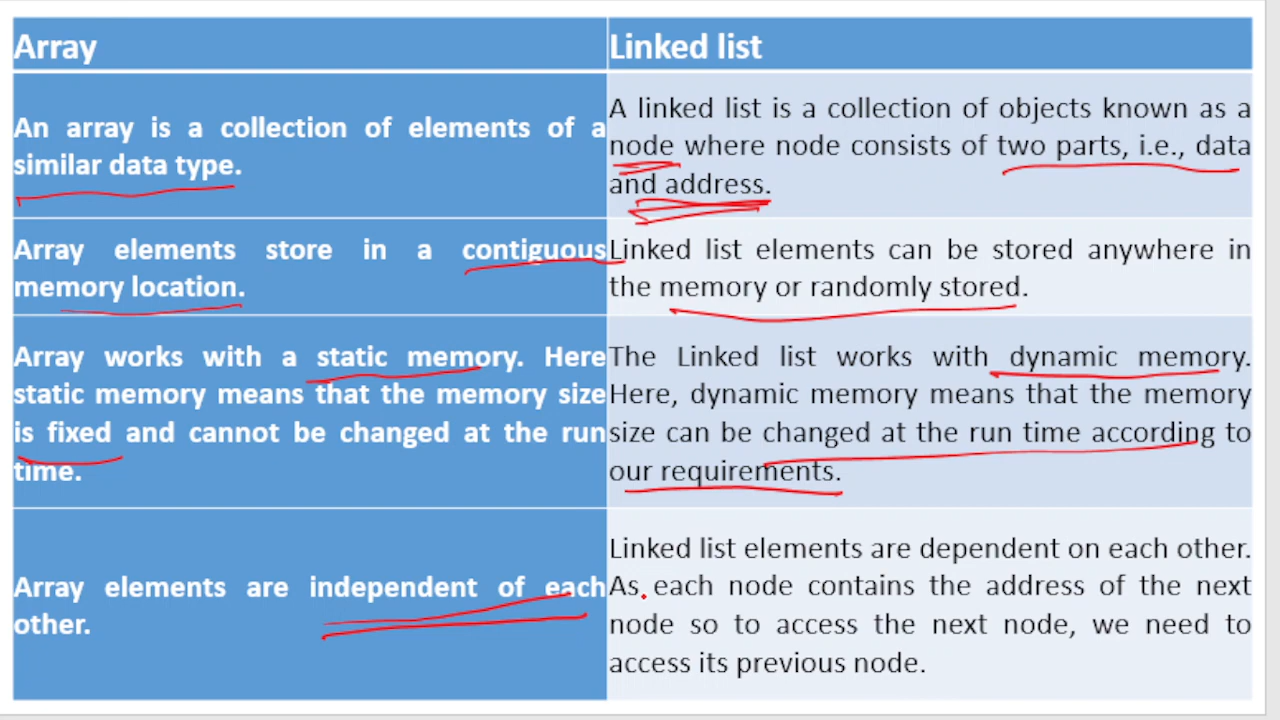 Array
Linked list
An array is a collection of elements of a
similar data type.
A linked list is a collection of objects known as a
node where node consists of two parts, i.e., data
and address.
Array elements store in a contiguous
memory location.
Linked list elements can be stored anywhere in
the memory or randomly stored.
Array works with a static memory. Here
static memory means that the memory size
is fixed and cannot be changed at the run
time.
The Linked list works with dynamic memory.
Here, dynamic memory means that the memory
size can be changed at the run time according to
our requirements.
Array elements are independent of each
other.
Linked list elements are dependent on each other.
As each node contains the address of the next
node so to access the next node, we need to
access its previous node.